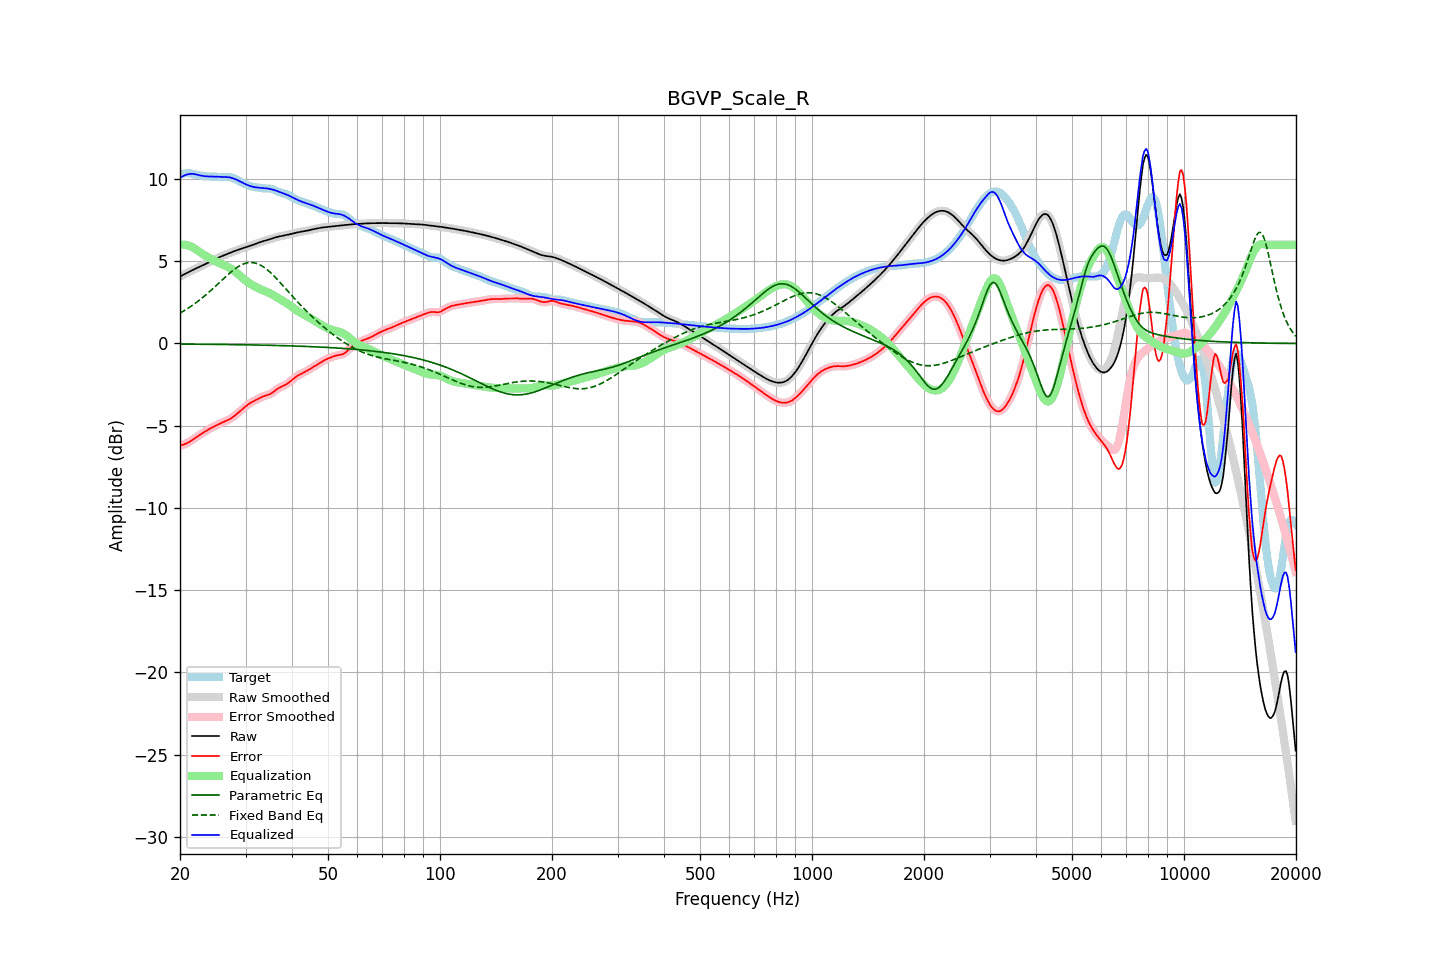 BGVP_Scale_R
Amplitude (dBr)
10
5
0
−5
−10
−15
−20
−25
−30
Target
Raw Smoothed
Error Smoothed
Raw
Error
Equalization
Parametric Eq
Fixed Band Eq
Equalized
20 50 100 200 500 1000 2000 5000 10000 20000
Frequency (Hz)